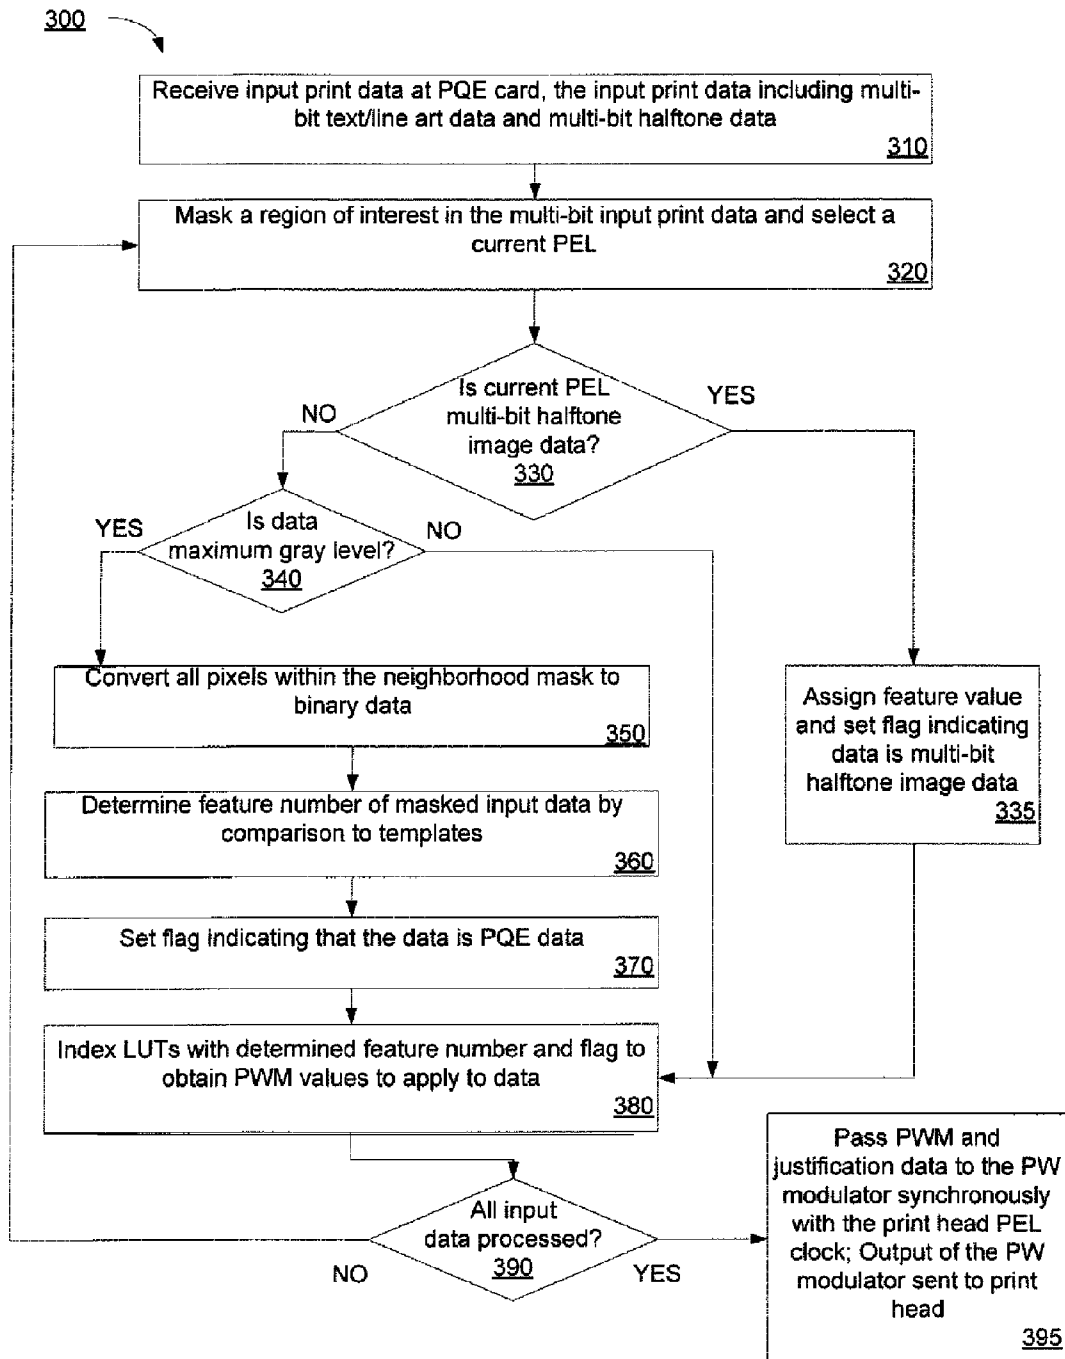 300
Receive input print data at PQE card, the input print data including multi-
bit text/line art data and multi-bit halftone data
310
Mask a region of interest in the multi-bit input print data and select a
current PEL
320
Is current PEL
multi-bit halftone
image data?
330
NO
YES
Is data
maximum gray level?
340
YES
NO
Convert all pixels within the neighborhood mask to
binary data
350
Assign feature value
and set flag indicating
data is multi-bit
halftone image data
335
Determine feature number of masked input data by
comparison to templates
360
Set flag indicating that the data is PQE data
370
Index LUTs with determined feature number and flag to
obtain PWM values to apply to data
380
All input
data processed?
390
NO
YES
Pass PWM and
justification data to the PW
modulator synchronously
with the print head PEL
clock; Output of the PW
modulator sent to print
head
395